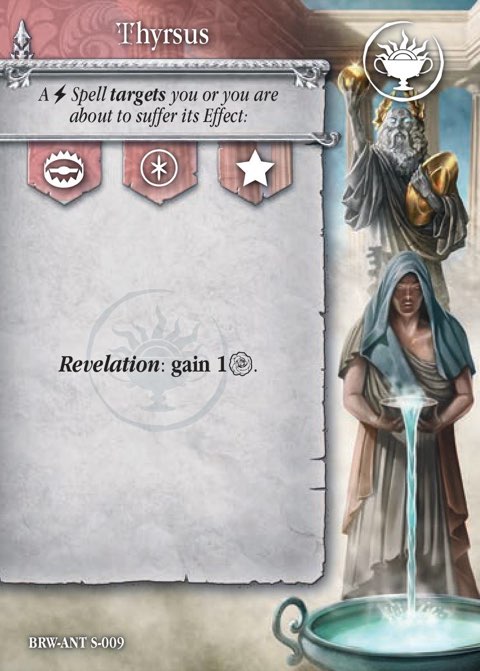 Thyrsus
A Spell targets you or you are
about to suffer its Effect:
Revelation: gain 1.
BRW-ANT S-009